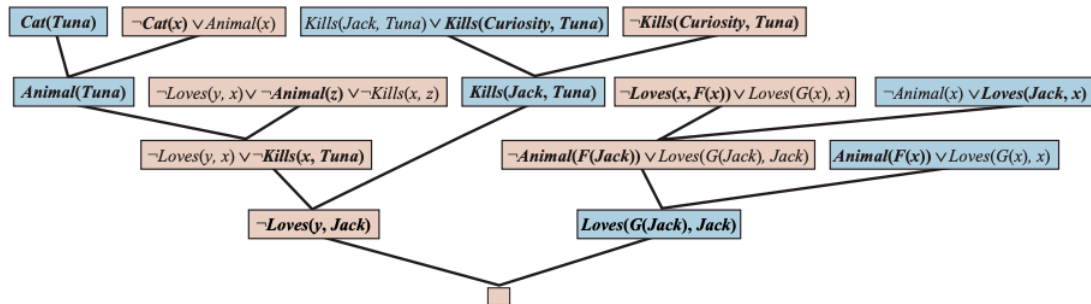 Cat(Tuna) ¬Cat(x) ∨ Animal(x) Kills(Jack, Tuna) ∨ Kills(Curiosity, Tuna) ¬Kills(Curiosity, Tuna)
Animal(Tuna) ¬Loves(y, x) ∨ ¬Animal(z) ∨ ¬Kills(x, z) Kills(Jack, Tuna) ¬Loves(x, F(x)) ∨ Loves(G(x), x) ¬Animal(x) ∨ Loves(Jack, x)
¬Loves(y, x) ∨ ¬Kills(x, Tuna) ¬Animal(F(Jack)) ∨ Loves(G(Jack), Jack) Animal(F(x)) ∨ Loves(G(x), x)
¬Loves(y, Jack) Loves(G(Jack), Jack)